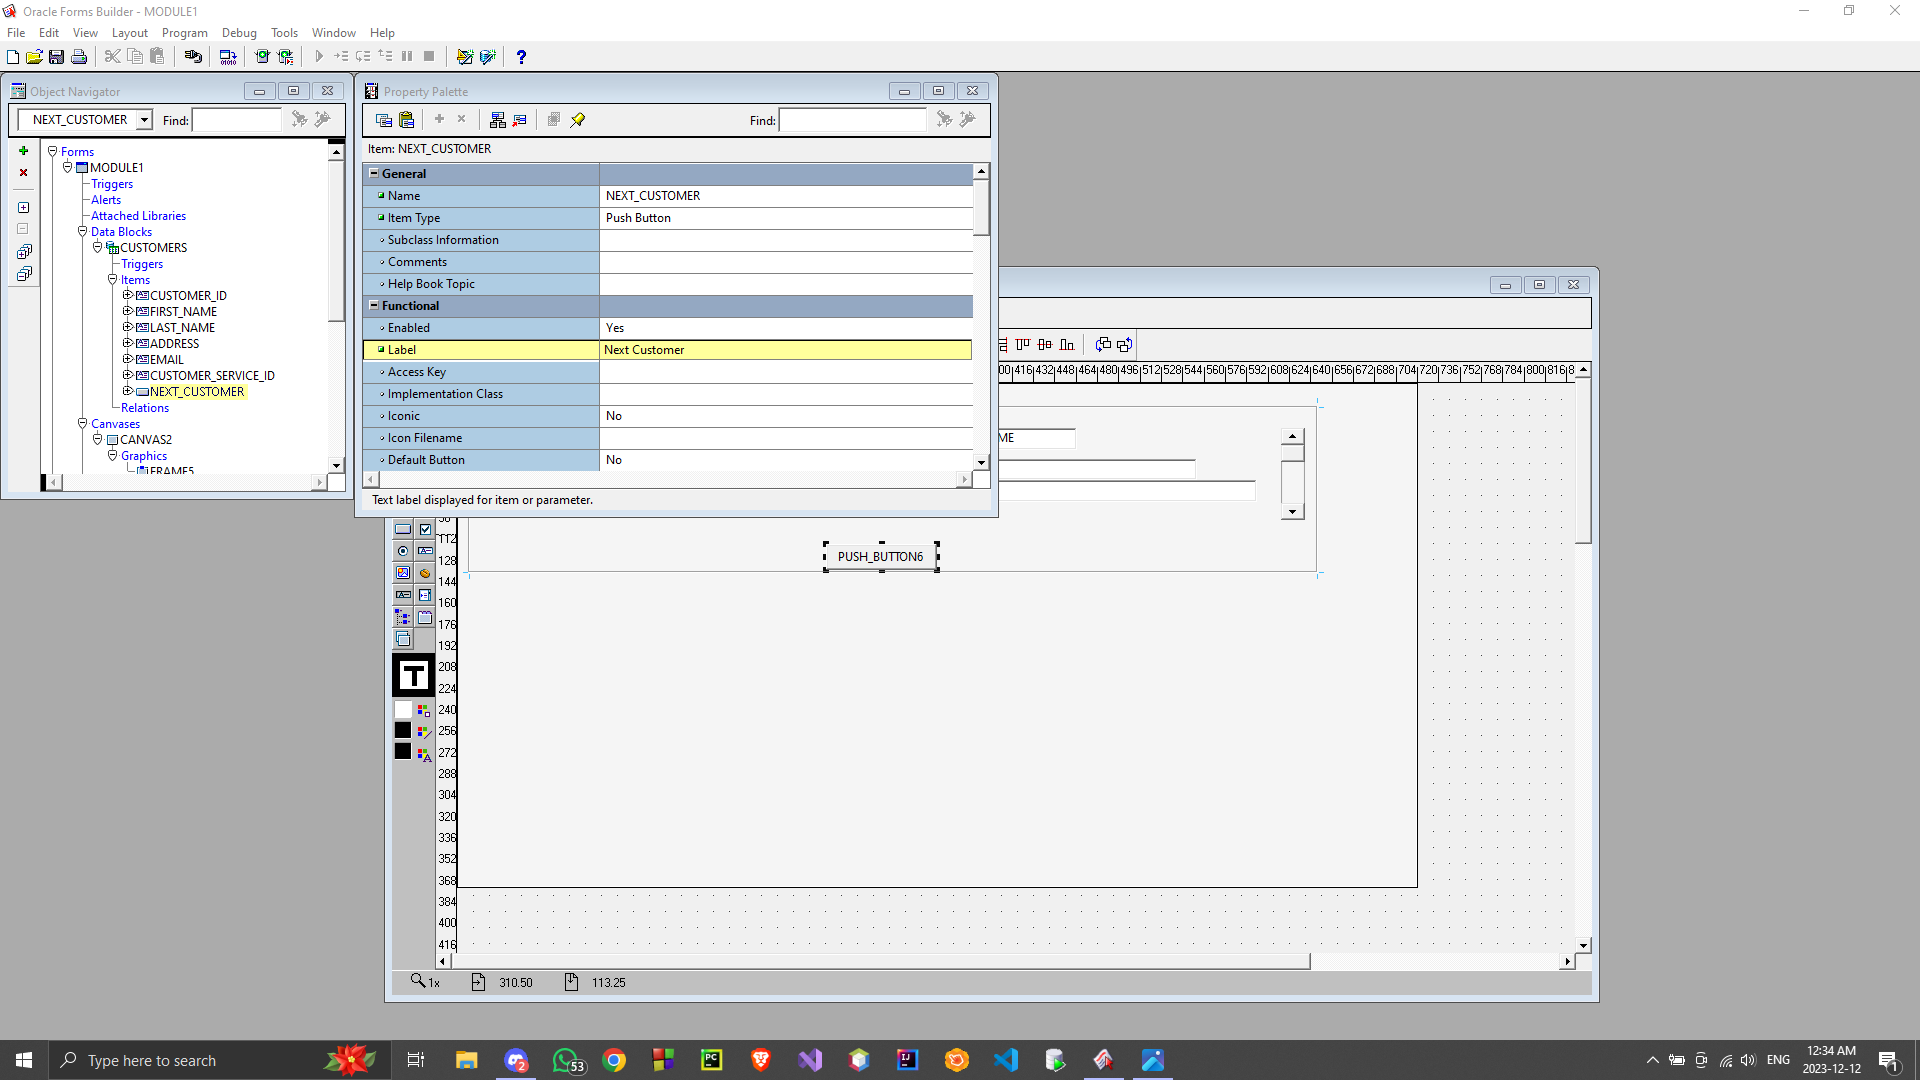 Oracle Forms Builder - MODULE1
File Edit View Layout Program Debug Tools Window Help
Object Navigator
NEXT_CUSTOMER Find:
Forms
MODULE1
Triggers
Alerts
Attached Libraries
Data Blocks
CUSTOMERS
Triggers
Items
CUSTOMER_ID
FIRST_NAME
LAST_NAME
ADDRESS
EMAIL
CUSTOMER_SERVICE_ID
NEXT_CUSTOMER
Relations
Canvases
CANVAS2
Graphics
FRAME5
Property Palette
Find:
Item: NEXT_CUSTOMER
General
Name NEXT_CUSTOMER
Item Type Push Button
Subclass Information
Comments
Help Book Topic
Functional
Enabled Yes
Label Next Customer
Access Key
Implementation Class
Iconic No
Icon Filename
Default Button No
Text label displayed for item or parameter.
00 416 432 448 464 480 496 512 528 544 560 576 592 608 624 640 656 672 688 704 720 736 752 768 784 800 816 8
ME
PUSH_BUTTON6
112
128
144
160
176
192
208
224
240
256
272
288
304
320
336
352
368
384
400
416
T
1x 310.50 113.25
Type here to search
2
53
PC
IJ
ENG
12:34 AM
2023-12-12
1